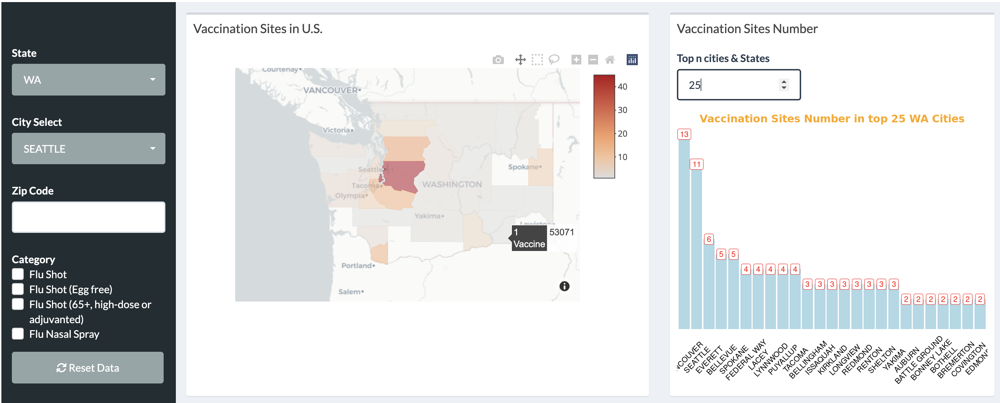 State
WA
City Select
SEATTLE
Zip Code
Category
Flu Shot
Flu Shot (Egg free)
Flu Shot (65+, high-dose or
adjuvanted)
Flu Nasal Spray
Reset Data
Vaccination Sites in U.S.
Courtenay
VANCOUVER
Victoria
Seattle
Tacoma
Olympia
WASHINGTON
Spokane
Yakima
Lewiston
Portland
Salem
1
Vaccine
53071
40
30
20
10
Vaccination Sites Number
Top n cities & States
25
Vaccination Sites Number in top 25 WA Cities
13
11
6
5
5
4
4
4
4
4
3
3
3
3
3
3
3
3
2
2
2
2
2
2
2
NCOUVER
SEATTLE
EVERETT
BELLEVUE
SPOKANE
FEDERAL WAY
LACEY
LYNNWOOD
PUYALLUP
TACOMA
BELLINGHAM
ISSAQUAH
KIRKLAND
LONGVIEW
REDMOND
RENTON
SHELTON
YAKIMA
AUBURN
BATTLE GROUND
BONNEY LAKE
BOTHELL
BREMERTON
COVINGTON
EDMON